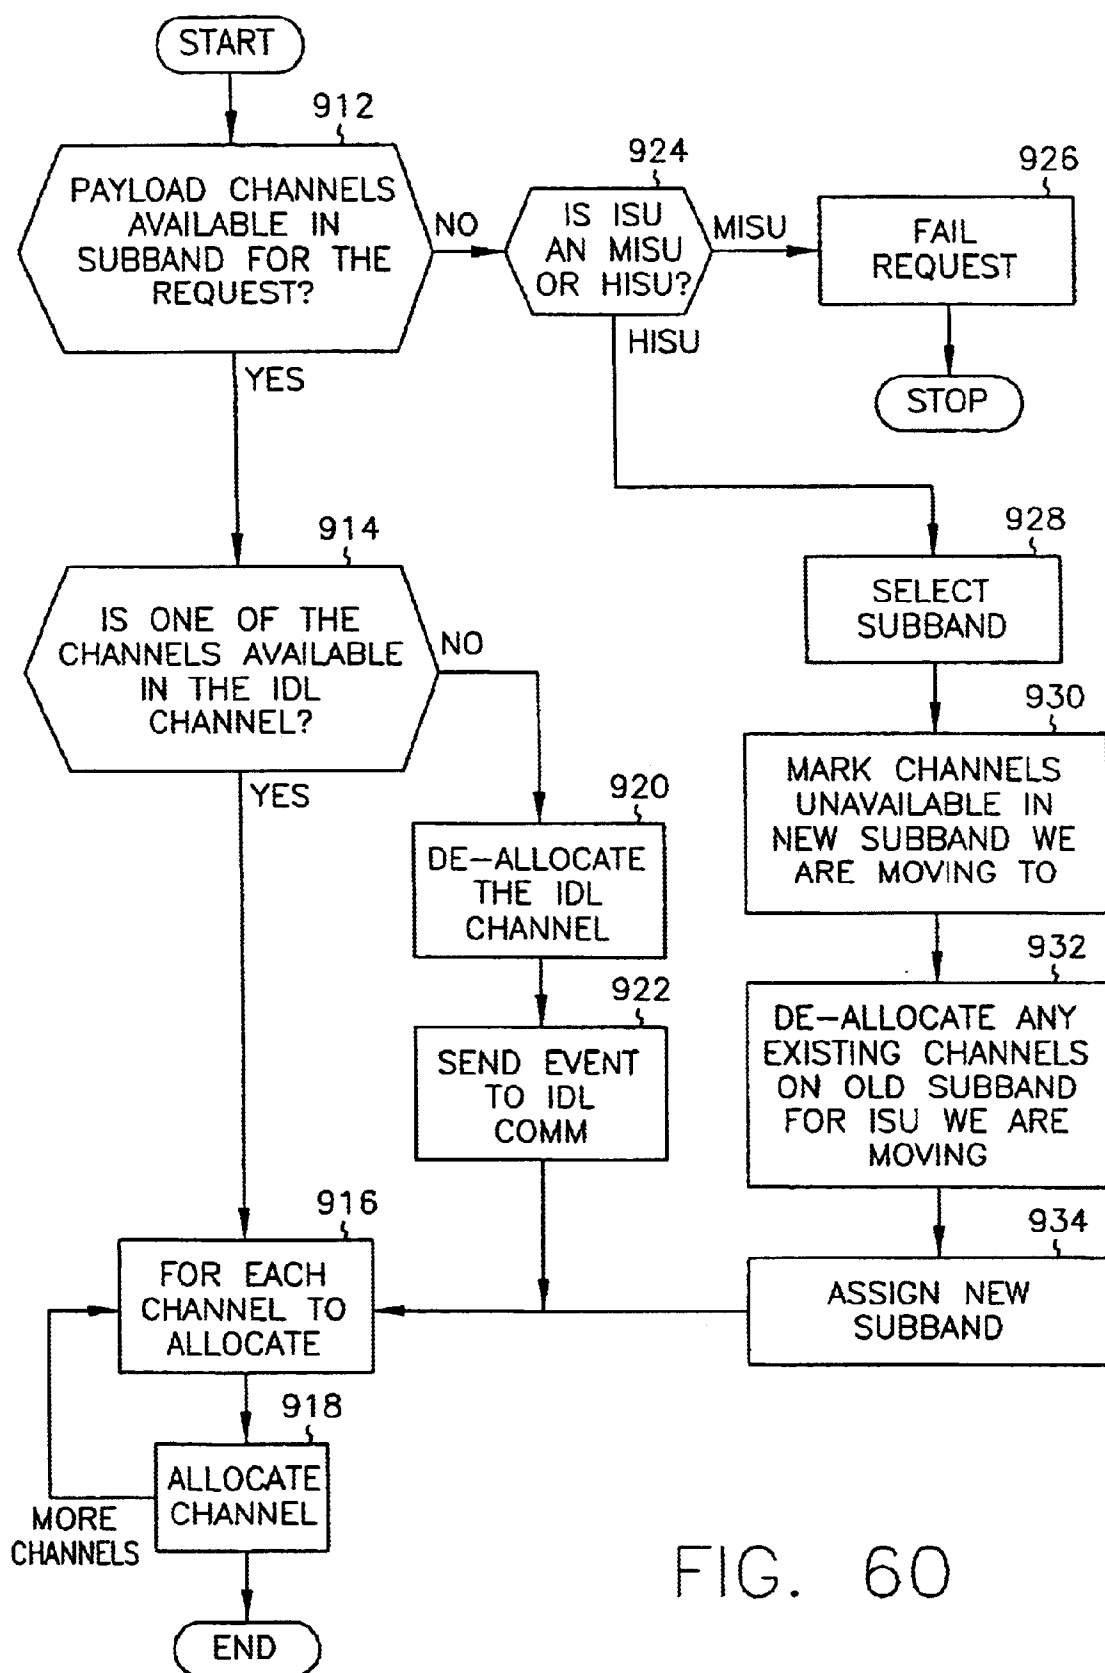 START
912
PAYLOAD CHANNELS
AVAILABLE IN
SUBBAND FOR THE
REQUEST?
NO
YES
924
IS ISU
AN MISU
OR HISU?
MISU
HISU
926
FAIL
REQUEST
STOP
914
IS ONE OF THE
CHANNELS AVAILABLE
IN THE IDL
CHANNEL?
NO
YES
928
SELECT
SUBBAND
930
MARK CHANNELS
UNAVAILABLE IN
NEW SUBBAND WE
ARE MOVING TO
920
DE-ALLOCATE
THE IDL
CHANNEL
932
DE-ALLOCATE ANY
EXISTING CHANNELS
ON OLD SUBBAND
FOR ISU WE ARE
MOVING
922
SEND EVENT
TO IDL
COMM
934
ASSIGN NEW
SUBBAND
916
FOR EACH
CHANNEL TO
ALLOCATE
918
ALLOCATE
CHANNEL
MORE
CHANNELS
END
FIG. 60